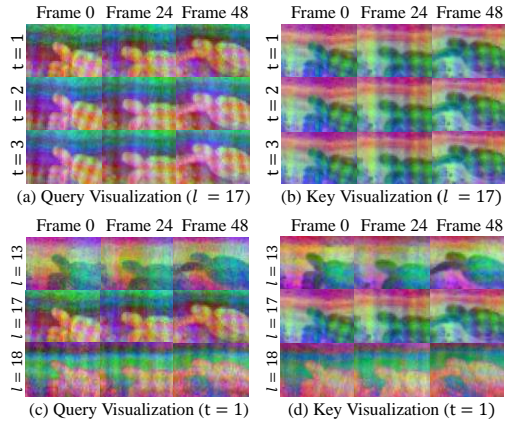 Frame 0 Frame 24 Frame 48
t = 1
t = 2
t = 3
(a) Query Visualization (l = 17)
Frame 0 Frame 24 Frame 48
t = 1
t = 2
t = 3
(b) Key Visualization (l = 17)
Frame 0 Frame 24 Frame 48
l = 13
l = 17
l = 18
(c) Query Visualization (t = 1)
Frame 0 Frame 24 Frame 48
l = 13
l = 17
l = 18
(d) Key Visualization (t = 1)